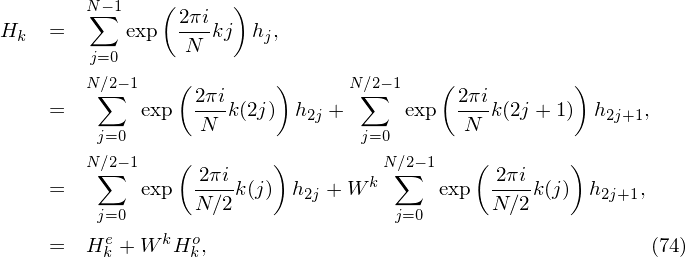 H_k = \sum_{j=0}^{N-1} \exp\left(\frac{2\pi i}{N} kj\right) h_j,
= \sum_{j=0}^{N/2-1} \exp\left(\frac{2\pi i}{N} k(2j)\right) h_{2j} + \sum_{j=0}^{N/2-1} \exp\left(\frac{2\pi i}{N} k(2j+1)\right) h_{2j+1},
= \sum_{j=0}^{N/2-1} \exp\left(\frac{2\pi i}{N/2} k(j)\right) h_{2j} + W^k \sum_{j=0}^{N/2-1} \exp\left(\frac{2\pi i}{N/2} k(j)\right) h_{2j+1},
= H_k^e + W^k H_k^o, (74)